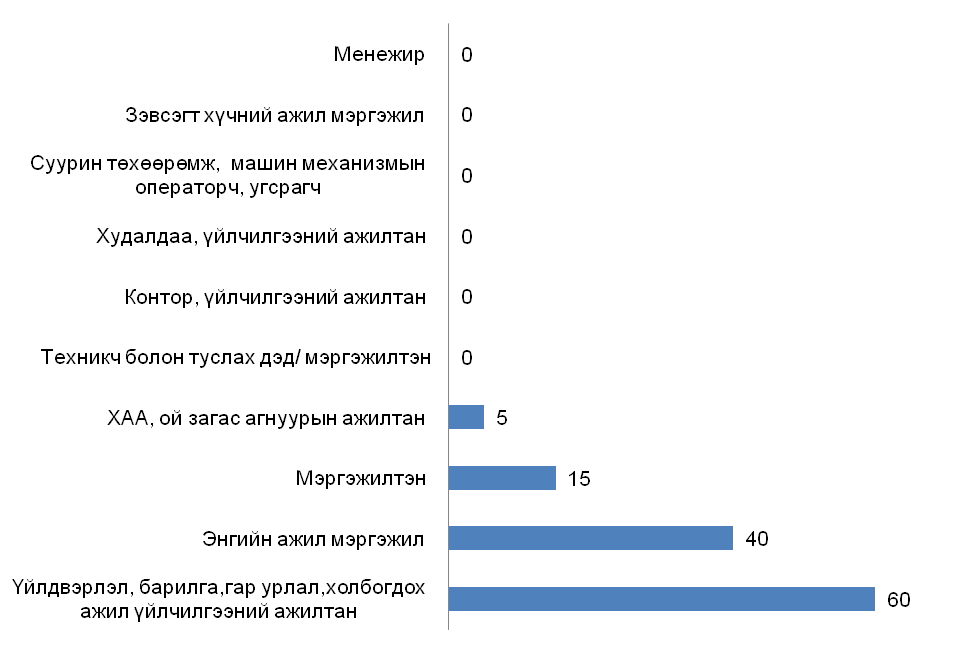 Менежир 0
Зэвсэгт хүчний ажил мэргэжил 0
Суурин төхөөрөмж, машин механизмын
операторч, угсрагч 0
Худалдаа, үйлчилгээний ажилтан 0
Контор, үйлчилгээний ажилтан 0
Техникч болон туслах дэд/ мэргэжилтэн 0
ХАА, ой загас агнуурын ажилтан 5
Мэргэжилтэн 15
Энгийн ажил мэргэжил 40
Үйлдвэрлэл, барилга,гар урлал,холбогдох
ажил үйлчилгээний ажилтан 60